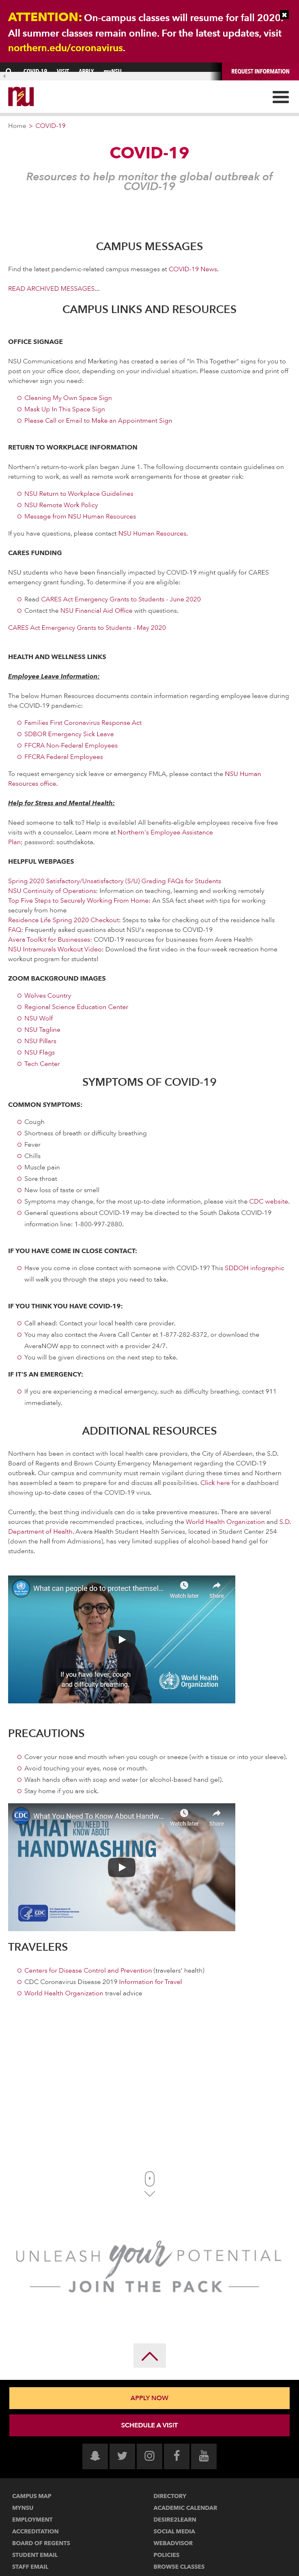 ATTENTION: On-campus classes will resume for fall 2020.
All summer classes remain online. For the latest updates, visit
northern.edu/coronavirus.
COVID-19 VISIT APPLY myNSU
REQUEST INFORMATION
Home > COVID-19
COVID-19
Resources to help monitor the global outbreak of
COVID-19
CAMPUS MESSAGES
Find the latest pandemic-related campus messages at COVID-19 News.
READ ARCHIVED MESSAGES...
CAMPUS LINKS AND RESOURCES
OFFICE SIGNAGE
NSU Communications and Marketing has created a series of "In This Together" signs for you to
post on your office door, depending on your individual situation. Please customize and print off
whichever sign you need:
Cleaning My Own Space Sign
Mask Up In This Space Sign
Please Call or Email to Make an Appointment Sign
RETURN TO WORKPLACE INFORMATION
Northern's return-to-work plan began June 1. The following documents contain guidelines on
returning to work, as well as remote work arrangements for those at greater risk:
NSU Return to Workplace Guidelines
NSU Remote Work Policy
Message from NSU Human Resources
If you have questions, please contact NSU Human Resources.
CARES FUNDING
NSU students who have been financially impacted by COVID-19 might qualify for CARES
emergency grant funding. To determine if you are eligible:
Read CARES Act Emergency Grants to Students - June 2020
Contact the NSU Financial Aid Office with questions.
CARES Act Emergency Grants to Students - May 2020
HEALTH AND WELLNESS LINKS
Employee Leave Information:
The below Human Resources documents contain information regarding employee leave during
the COVID-19 pandemic:
Families First Coronavirus Response Act
SDBOR Emergency Sick Leave
FFCRA Non-Federal Employees
FFCRA Federal Employees
To request emergency sick leave or emergency FMLA, please contact the NSU Human
Resources office.
Help for Stress and Mental Health:
Need someone to talk to? Help is available! All benefits-eligible employees receive five free
visits with a counselor. Learn more at Northern's Employee Assistance
Plan; password: southdakota.
HELPFUL WEBPAGES
Spring 2020 Satisfactory/Unsatisfactory (S/U) Grading FAQs for Students
NSU Continuity of Operations: Information on teaching, learning and working remotely
Top Five Steps to Securely Working From Home: An SSA fact sheet with tips for working
securely from home
Residence Life Spring 2020 Checkout: Steps to take for checking out of the residence halls
FAQ: Frequently asked questions about NSU's response to COVID-19
Avera Toolkit for Businesses: COVID-19 resources for businesses from Avera Health
NSU Intramurals Workout Video: Download the first video in the four-week recreation home
workout program for students!
ZOOM BACKGROUND IMAGES
Wolves Country
Regional Science Education Center
NSU Wolf
NSU Tagline
NSU Pillars
NSU Flags
Tech Center
SYMPTOMS OF COVID-19
COMMON SYMPTOMS:
Cough
Shortness of breath or difficulty breathing
Fever
Chills
Muscle pain
Sore throat
New loss of taste or smell
Symptoms may change, for the most up-to-date information, please visit the CDC website.
General questions about COVID-19 may be directed to the South Dakota COVID-19
information line: 1-800-997-2880.
IF YOU HAVE COME IN CLOSE CONTACT:
Have you come in close contact with someone with COVID-19? This SDDOH infographic
will walk you through the steps you need to take.
IF YOU THINK YOU HAVE COVID-19:
Call ahead: Contact your local health care provider.
You may also contact the Avera Call Center at 1-877-282-8372, or download the
AveraNOW app to connect with a provider 24/7.
You will be given directions on the next step to take.
IF IT'S AN EMERGENCY:
If you are experiencing a medical emergency, such as difficulty breathing, contact 911
immediately.
ADDITIONAL RESOURCES
Northern has been in contact with local health care providers, the City of Aberdeen, the S.D.
Board of Regents and Brown County Emergency Management regarding the COVID-19
outbreak. Our campus and community must remain vigilant during these times and Northern
has assembled a team to prepare for and discuss all possibilities. Click here for a dashboard
showing up-to-date cases of the COVID-19 virus.
Currently, the best thing individuals can do is take preventive measures. There are several
sources that provide recommended practices, including the World Health Organization and S.D.
Department of Health. Avera Health Student Health Services, located in Student Center 254
(down the hall from Admissions), has very limited supplies of alcohol-based hand gel for
students.
What can people do to protect themsel...
Watch later
Share
If you have fever, cough
and difficulty breathing,
World Health
Organization
PRECAUTIONS
Cover your nose and mouth when you cough or sneeze (with a tissue or into your sleeve).
Avoid touching your eyes, nose or mouth.
Wash hands often with soap and water (or alcohol-based hand gel).
Stay home if you are sick.
What You Need To Know About Handw...
Watch later
Share
WHAT YOU NEED
TO KNOW ABOUT
HANDWASHING
CDC
TRAVELERS
Centers for Disease Control and Prevention (travelers' health)
CDC Coronavirus Disease 2019 Information for Travel
World Health Organization travel advice
UNLEASH your POTENTIAL
JOIN THE PACK
APPLY NOW
SCHEDULE A VISIT
CAMPUS MAP
MYNSU
EMPLOYMENT
ACCREDITATION
BOARD OF REGENTS
STUDENT EMAIL
STAFF EMAIL
DIRECTORY
ACADEMIC CALENDAR
DESIRE2LEARN
SOCIAL MEDIA
WEBADVISOR
POLICIES
BROWSE CLASSES